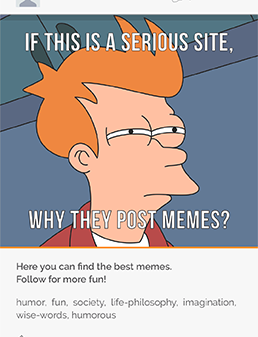 IF THIS IS A SERIOUS SITE,
WHY THEY POST MEMES?
Here you can find the best memes.
Follow for more fun!
humor, fun, society, life-philosophy, imagination,
wise-words, humorous